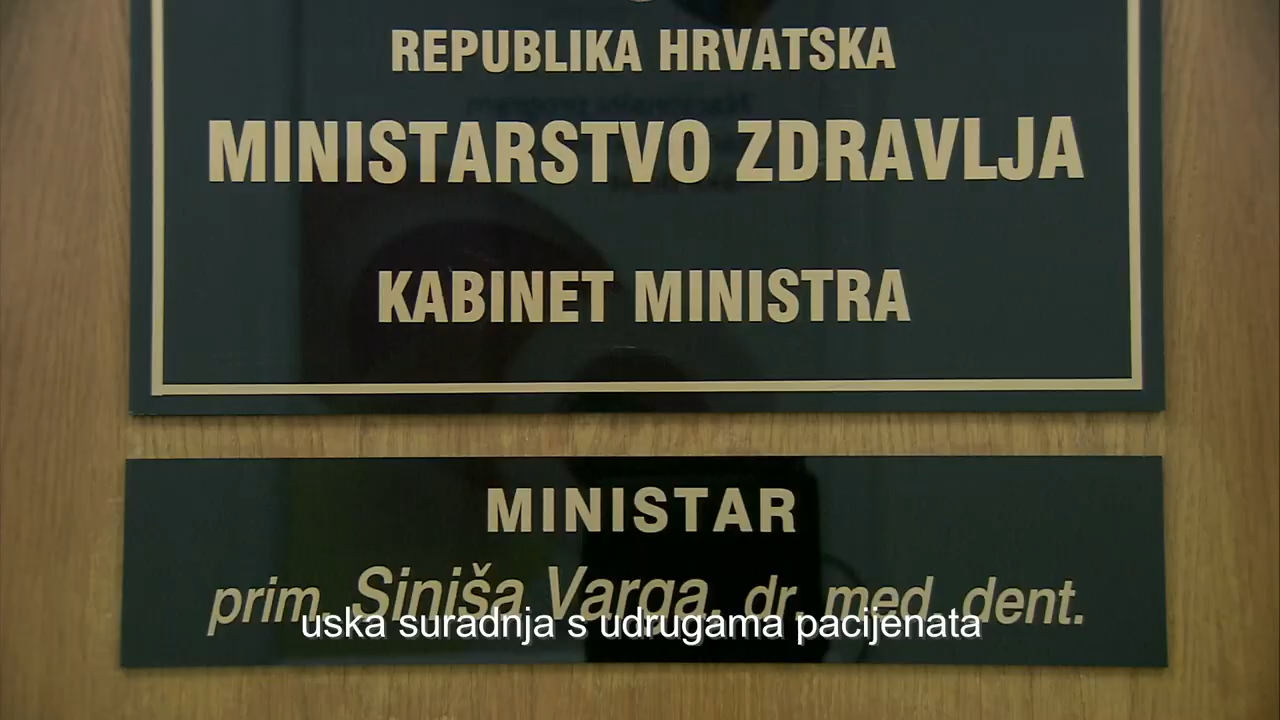 REPUBLIKA HRVATSKA
MINISTARSTVO ZDRAVLJA
KABINET MINISTRA
MINISTAR
prim. Siniša Varga, dr. med. dent.
uska suradnja s udrugama pacijenata